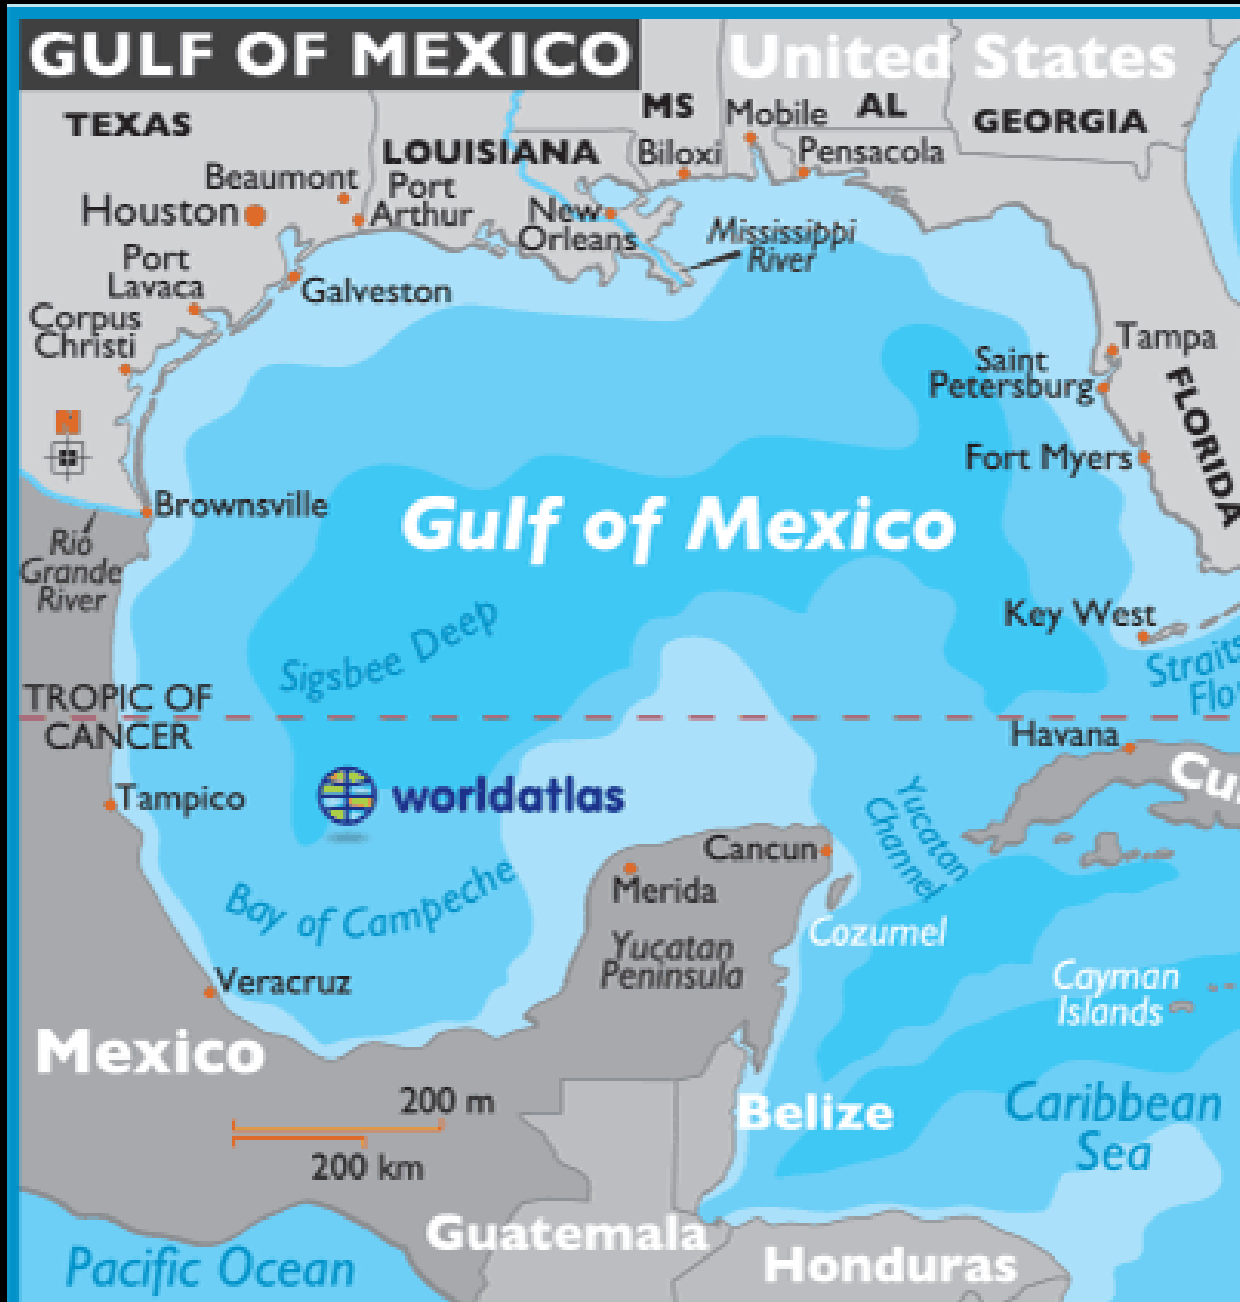 GULF OF MEXICO
United States
TEXAS
MS
Mobile
AL
GEORGIA
LOUISIANA
Biloxi
Pensacola
Beaumont
Port
Arthur
Houston
New
Orleans
Mississippi
River
Port
Lavaca
Galveston
Corpus
Christi
Tampa
Saint
Petersburg
FLORIDA
N
Fort Myers
Brownsville
Gulf of Mexico
Rio
Grande
River
Key West
Sigsbee Deep
Straits
Flo
TROPIC OF
CANCER
Havana
Cu
Tampico
worldatlas
Yucatan
Channel
Cancun
Merida
Bay of Campeche
Cozumel
Yucatan
Peninsula
Veracruz
Cayman
Islands
Mexico
200 m
200 km
Belize
Caribbean
Sea
Guatemala
Honduras
Pacific Ocean